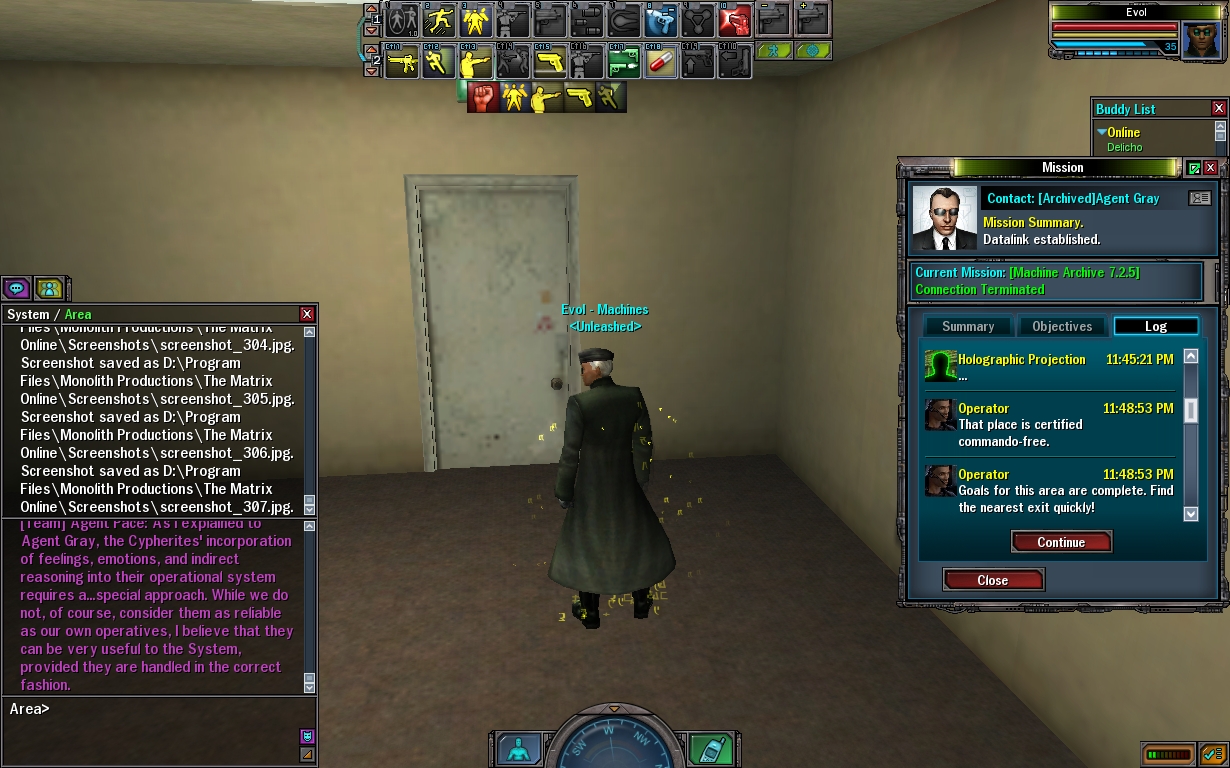 1
2
Evol
35
Buddy List
Online
Delicho
Mission
Contact: [Archived]Agent Gray
Mission Summary.
Datalink established.
Current Mission: [Machine Archive 7.2.5]
Connection Terminated
Summary
Objectives
Log
Holographic Projection 11:45:21 PM
...
Operator 11:48:53 PM
That place is certified
commando-free.
Operator 11:48:53 PM
Goals for this area are complete. Find
the nearest exit quickly!
Continue
Close
Evol - Machines
<Unleashed>
System / Area
Files\Monolith Productions\The Matrix
Online\Screenshots\screenshot_304.jpg.
Screenshot saved as D:\Program
Files\Monolith Productions\The Matrix
Online\Screenshots\screenshot_305.jpg.
Screenshot saved as D:\Program
Files\Monolith Productions\The Matrix
Online\Screenshots\screenshot_306.jpg.
Screenshot saved as D:\Program
Files\Monolith Productions\The Matrix
Online\Screenshots\screenshot_307.jpg.
[Team] Agent Pace: As I explained to
Agent Gray, the Cypherites' incorporation
of feelings, emotions, and indirect
reasoning into their operational system
requires a...special approach. While we do
not, of course, consider them as reliable
as our own operatives, I believe that they
can be very useful to the System,
provided they are handled in the correct
fashion.
Area>
SW W NW